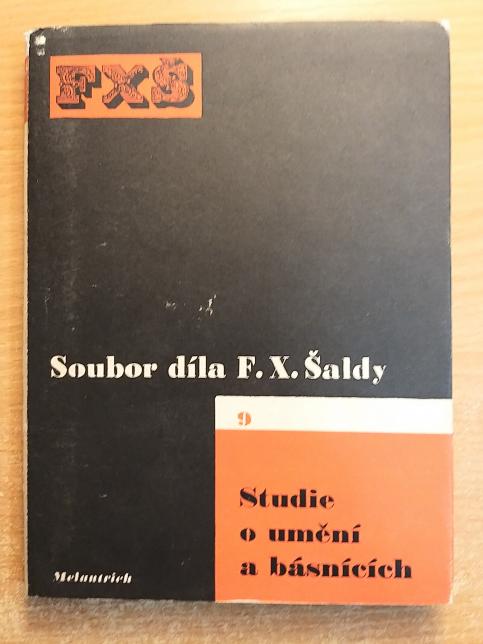 FXŠ
Soubor díla F. X. Šaldy
9
Studie
o umění
a básnících
Melantrich